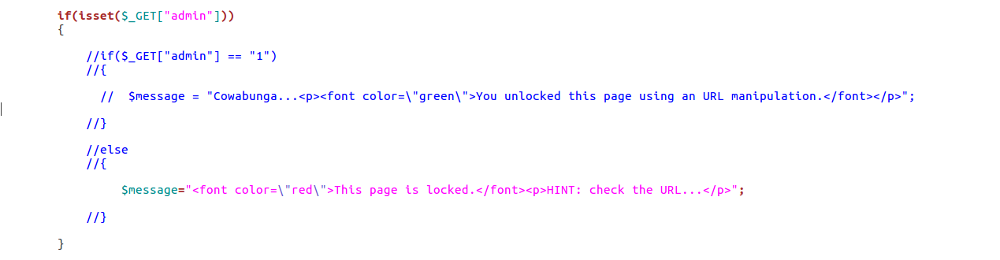 if(isset($_GET["admin"]))
{
//if($_GET["admin"] == "1")
//{
//  $message = "Cowabunga...<p><font color=\"green\">You unlocked this page using an URL manipulation.</font></p>";
//}
//else
//{
$message="<font color=\"red\">This page is locked.</font><p>HINT: check the URL...</p>";
//}
}